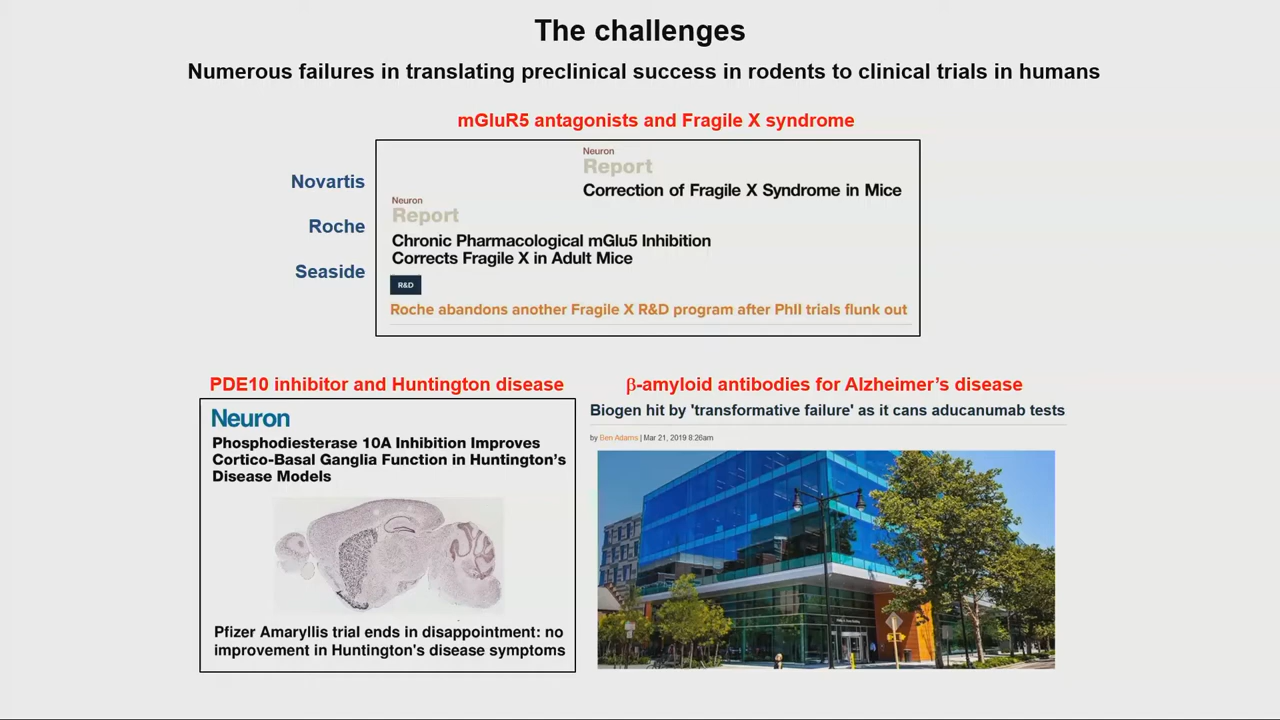 The challenges
Numerous failures in translating preclinical success in rodents to clinical trials in humans
mGluR5 antagonists and Fragile X syndrome
Novartis
Roche
Seaside
Neuron
Report
Correction of Fragile X Syndrome in Mice
Neuron
Report
Chronic Pharmacological mGlu5 Inhibition
Corrects Fragile X in Adult Mice
R&D
Roche abandons another Fragile X R&D program after PhII trials flunk out
PDE10 inhibitor and Huntington disease
Neuron
Phosphodiesterase 10A Inhibition Improves
Cortico-Basal Ganglia Function in Huntington's
Disease Models
Pfizer Amaryllis trial ends in disappointment: no
improvement in Huntington's disease symptoms
β-amyloid antibodies for Alzheimer's disease
Biogen hit by 'transformative failure' as it cans aducanumab tests
by Ben Adams | Mar 21, 2019 8:26am